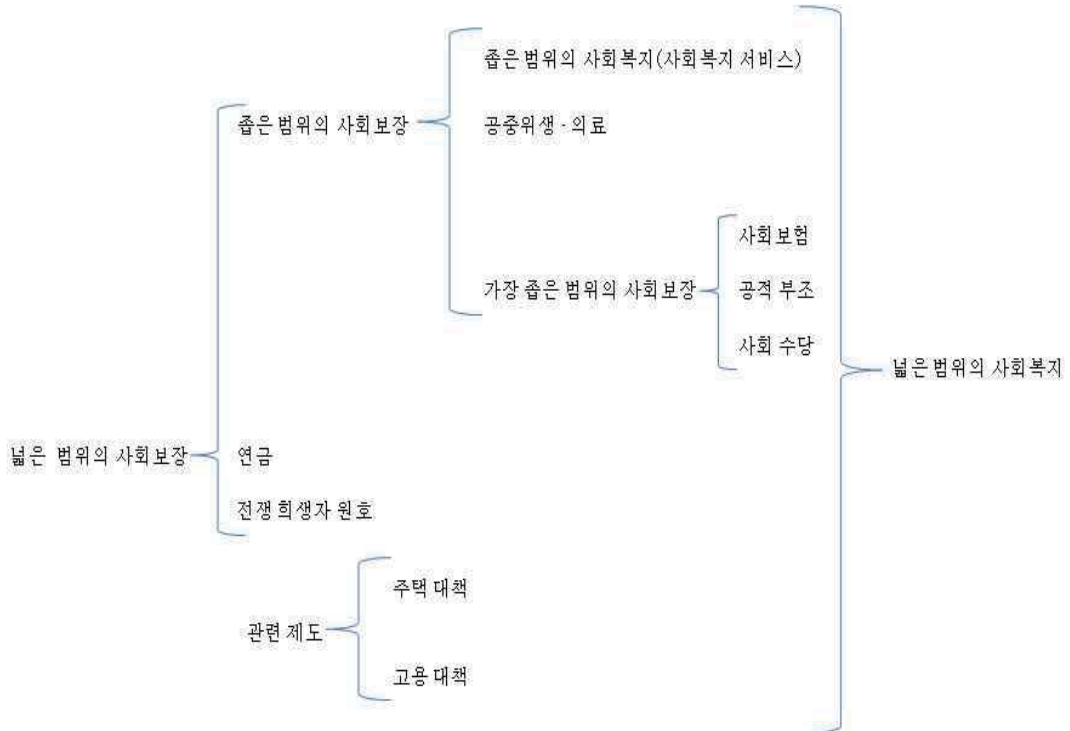 좁은 범위의 사회복지(사회복지 서비스)
좁은 범위의 사회보장
공중위생 - 의료
사회보험
가장 좁은 범위의 사회보장
공적 부조
사회 수당
넓은 범위의 사회복지
넓은 범위의 사회보장
연금
전쟁 희생자 원호
주택 대책
관련 제도
고용 대책